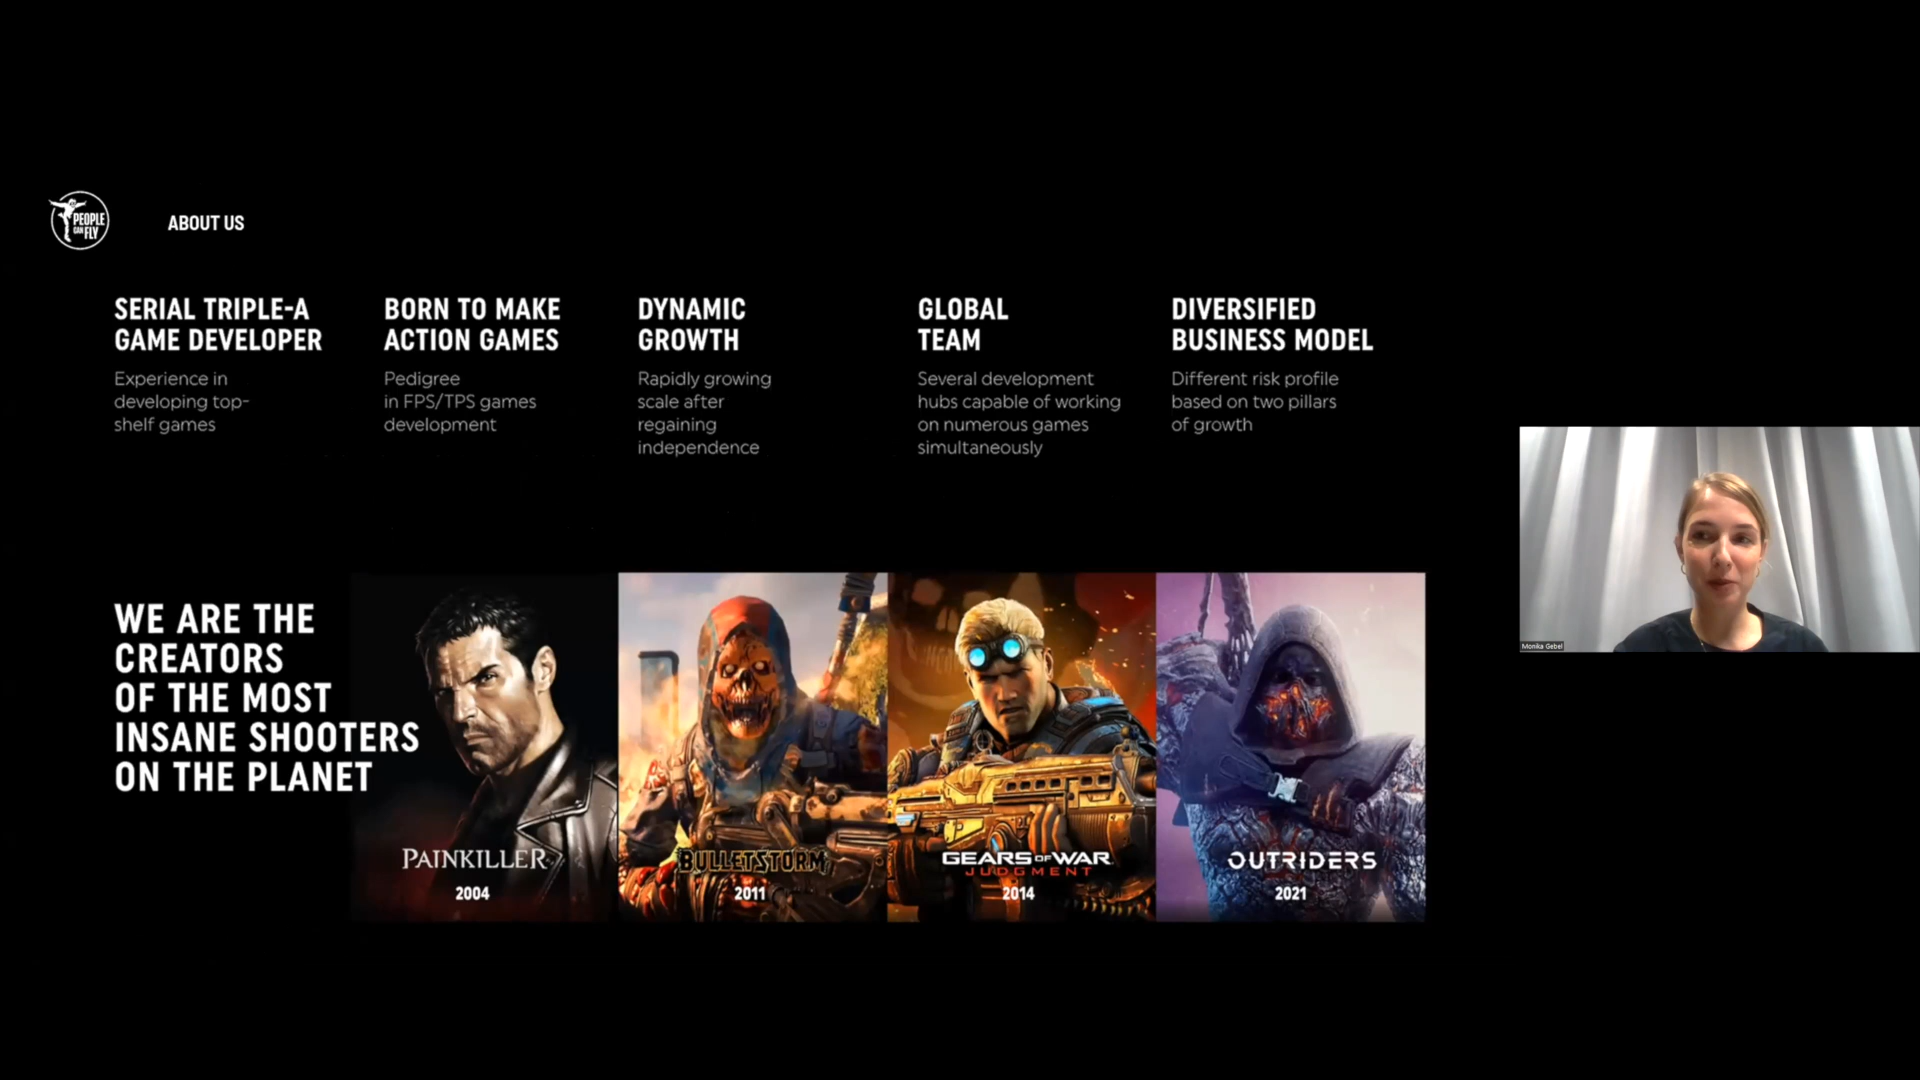 PEOPLE
CAN FLY
ABOUT US
SERIAL TRIPLE-A
GAME DEVELOPER
Experience in
developing top-
shelf games
BORN TO MAKE
ACTION GAMES
Pedigree
in FPS/TPS games
development
DYNAMIC
GROWTH
Rapidly growing
scale after
regaining
independence
GLOBAL
TEAM
Several development
hubs capable of working
on numerous games
simultaneously
DIVERSIFIED
BUSINESS MODEL
Different risk profile
based on two pillars
of growth
WE ARE THE
CREATORS
OF THE MOST
INSANE SHOOTERS
ON THE PLANET
PAINKILLER
2004
BULLETSTORM
2011
GEARS OF WAR
JUDGMENT
2014
OUTRIDERS
2021
Monika Gebel